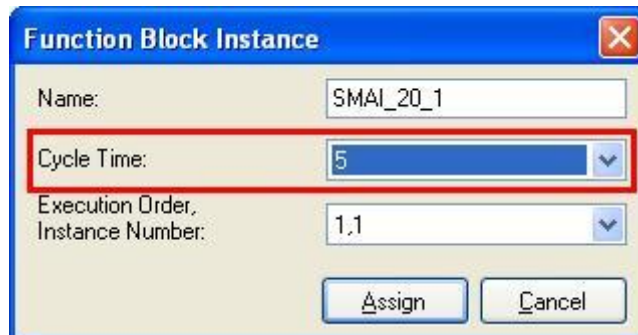 Function Block Instance
Name: SMAI_20_1
Cycle Time: 5
Execution Order,
Instance Number: 1,1
Assign Cancel